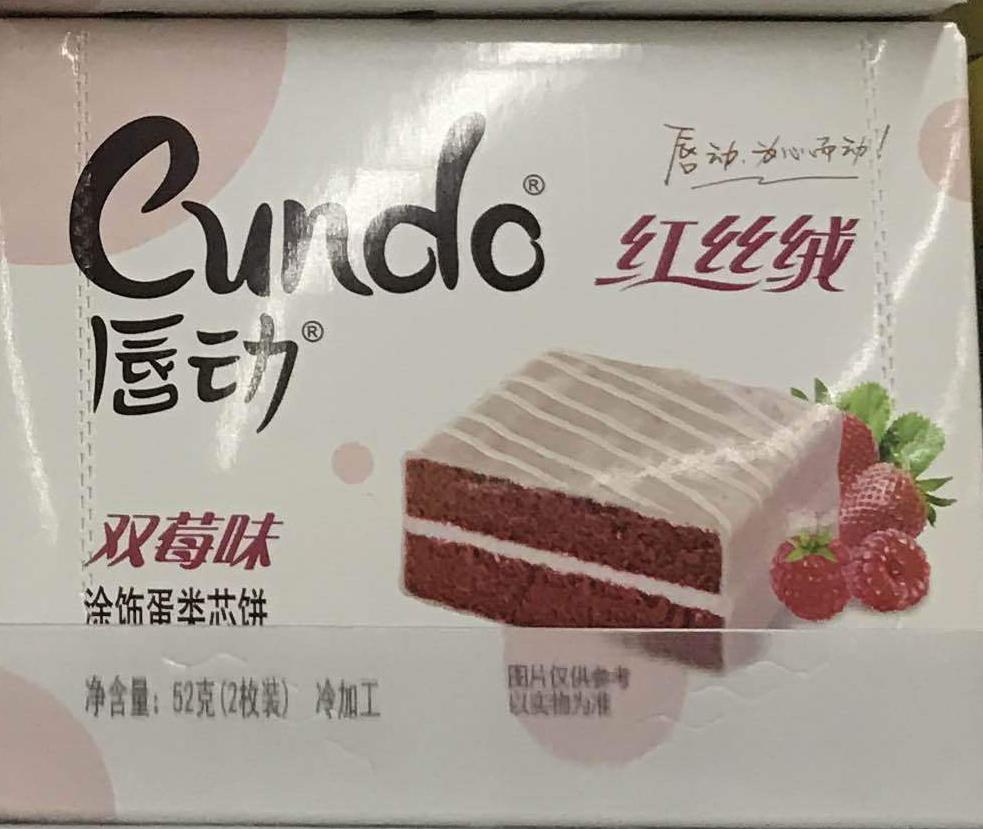 Cundo®
唇动，为心而动！
红丝绒
唇动®
双莓味
涂饰蛋类芯饼
净含量：52克(2枚装) 冷加工
图片仅供参考
以实物为准